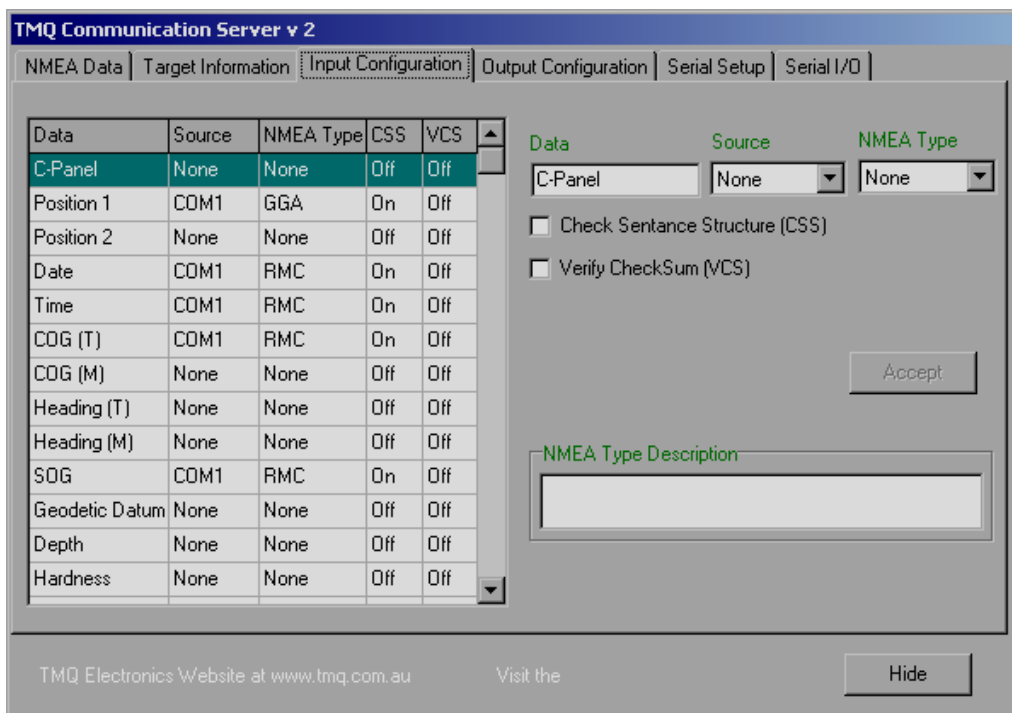 TMQ Communication Server v 2
NMEA Data Target Information Input Configuration Output Configuration Serial Setup Serial I/O
Data Source NMEA Type CSS VCS
C-Panel None None Off Off
Position 1 COM1 GGA On Off
Position 2 None None Off Off
Date COM1 RMC On Off
Time COM1 RMC On Off
COG (T) COM1 RMC On Off
COG (M) None None Off Off
Heading (T) None None Off Off
Heading (M) None None Off Off
SOG COM1 RMC On Off
Geodetic Datum None None Off Off
Depth None None Off Off
Hardness None None Off Off
Data Source NMEA Type
C-Panel None None
Check Sentance Structure (CSS)
Verify CheckSum (VCS)
Accept
NMEA Type Description
TMQ Electronics Website at www.tmq.com.au Visit the
Hide